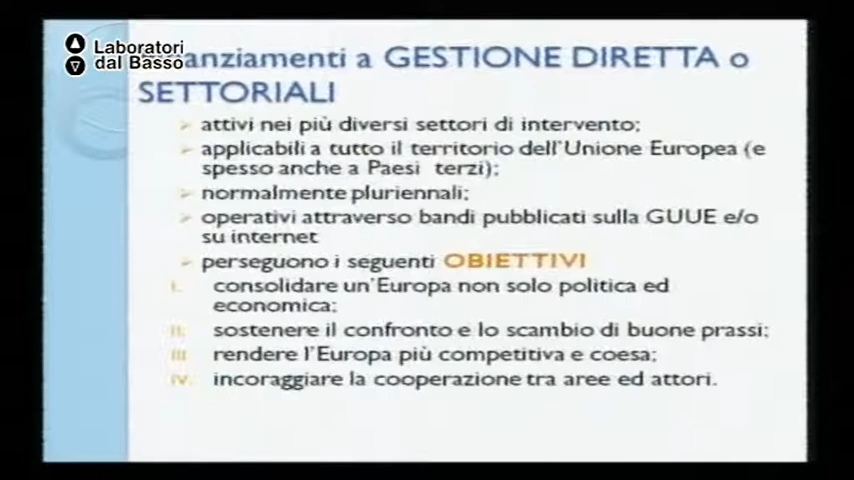 Laboratori
dal Basso
anziamenti a GESTIONE DIRETTA o
SETTORIALI
attivi nei più diversi settori di intervento;
applicabili a tutto il territorio dell'Unione Europea (e
spesso anche a Paesi terzi);
normalmente pluriennali;
operativi attraverso bandi pubblicati sulla GUUE e/o
su internet
perseguono i seguenti OBIETTIVI
I. consolidare un'Europa non solo politica ed
economica;
II. sostenere il confronto e lo scambio di buone prassi;
III. rendere l'Europa più competitiva e coesa;
IV. incoraggiare la cooperazione tra aree ed attori.